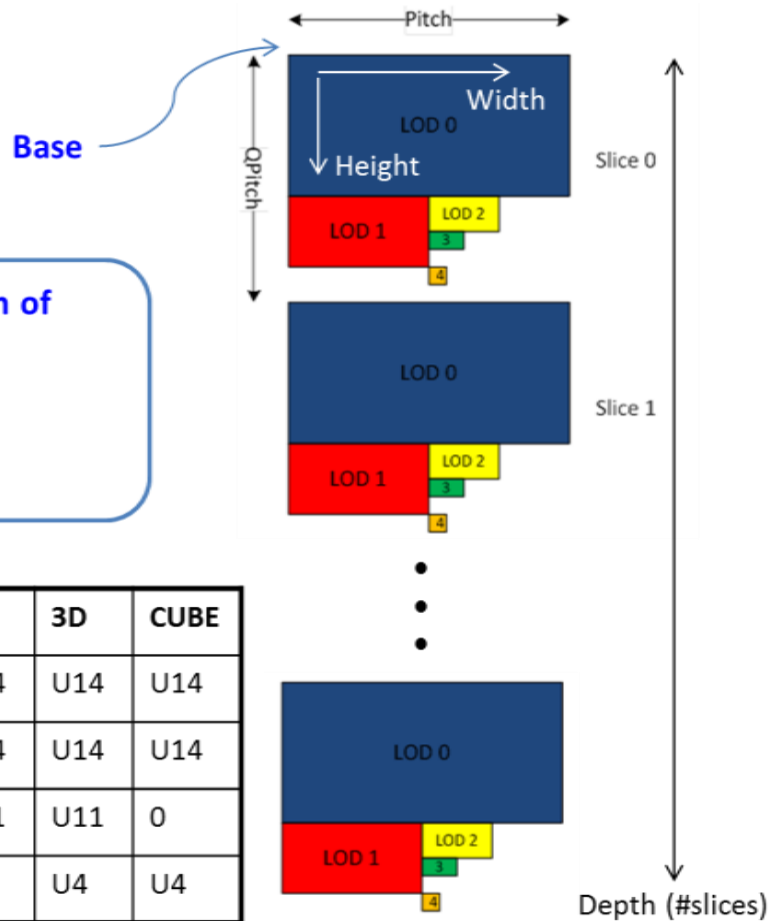 Pitch
Base
QPitch
Width
LOD 0
Height
Slice 0
LOD 1
LOD 2
3
4
of
LOD 0
Slice 1
LOD 1
LOD 2
3
4
3D CUBE
4 U14 U14
4 U14 U14
U11 0
U4 U4
LOD 0
LOD 1
LOD 2
3
4
Depth (#slices)